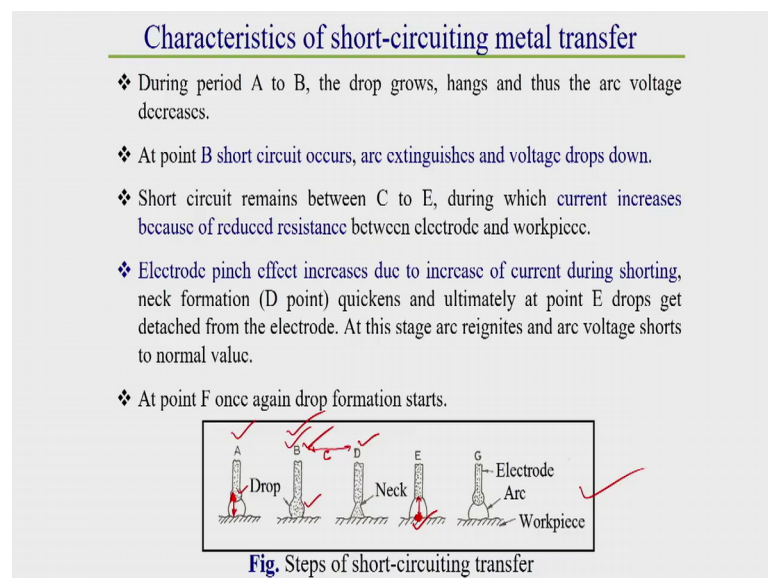 Characteristics of short-circuiting metal transfer
❖ During period A to B, the drop grows, hangs and thus the arc voltage
decreases.
❖ At point B short circuit occurs, arc extinguishes and voltage drops down.
❖ Short circuit remains between C to E, during which current increases
because of reduced resistance between electrode and workpiece.
❖ Electrode pinch effect increases due to increase of current during shorting,
neck formation (D point) quickens and ultimately at point E drops get
detached from the electrode. At this stage arc reignites and arc voltage shorts
to normal value.
❖ At point F once again drop formation starts.
A B C D E G
Electrode
Drop Neck Arc
Workpiece
Fig. Steps of short-circuiting transfer